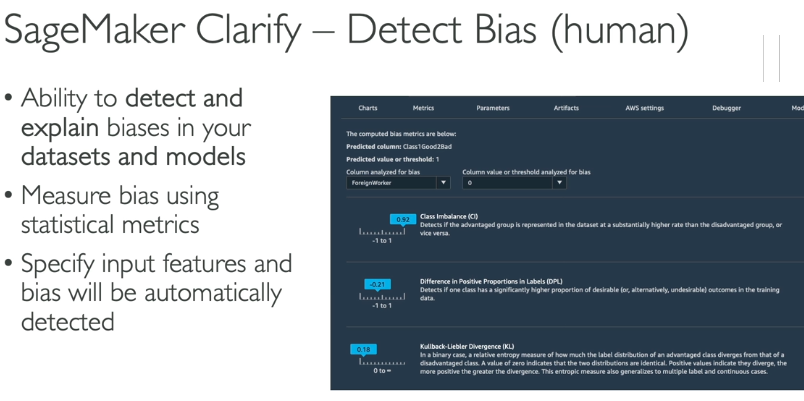 SageMaker Clarify – Detect Bias (human)
• Ability to detect and
explain biases in your
datasets and models
• Measure bias using
statistical metrics
• Specify input features and
bias will be automatically
detected
Charts Metrics Parameters Artifacts AWS settings Debugger Mod
The computed bias metrics are below:
Predicted column: Class1Good2Bad
Predicted value or threshold: 1
Column analyzed for bias Column value or threshold analyzed for bias
ForeignWorker 0
0.92
-1 to 1
Class Imbalance (CI)
Detects if the advantaged group is represented in the dataset at a substantially higher rate than the disadvantaged group, or
vice versa.
-0.21
-1 to 1
Difference in Positive Proportions in Labels (DPL)
Detects if one class has a significantly higher proportion of desirable (or, alternatively, undesirable) outcomes in the training
data.
0.18
0 to ∞
Kullback-Liebler Divergence (KL)
In a binary case, a relative entropy measure of how much the label distribution of an advantaged class diverges from that of a
disadvantaged class. A value of zero indicates that the two distributions are identical. Positive values indicate they diverge, the
more positive the greater the divergence. This entropic measure also generalizes to multiple label and continuous cases.